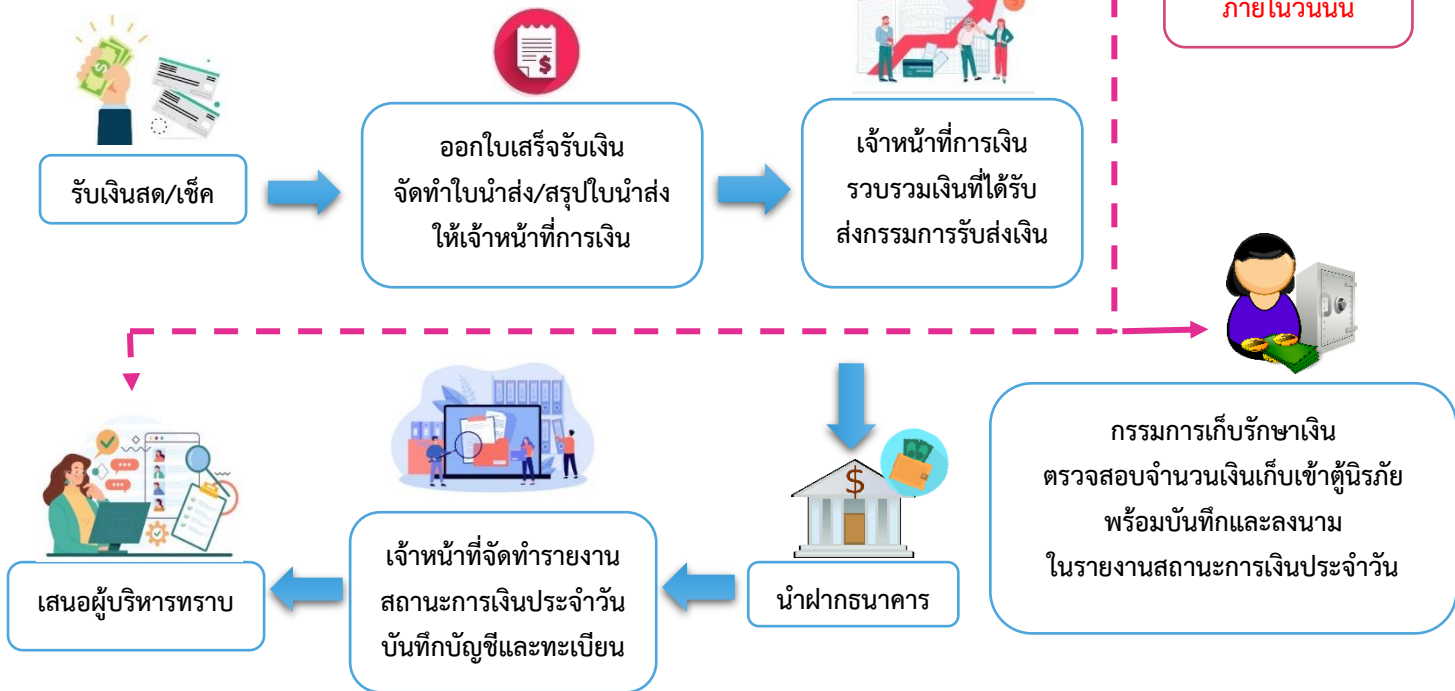 ภายในวันนั้น
รับเงินสด/เช็ค
ออกใบเสร็จรับเงิน
จัดทำใบนำส่ง/สรุปใบนำส่ง
ให้เจ้าหน้าที่การเงิน
เจ้าหน้าที่การเงิน
รวบรวมเงินที่ได้รับ
ส่งกรรมการรับส่งเงิน
กรรมการเก็บรักษาเงิน
ตรวจสอบจำนวนเงินเก็บเข้าตู้นิรภัย
พร้อมบันทึกและลงนาม
ในรายงานสถานะการเงินประจำวัน
นำฝากธนาคาร
เจ้าหน้าที่จัดทำรายงาน
สถานะการเงินประจำวัน
บันทึกบัญชีและทะเบียน
เสนอผู้บริหารทราบ